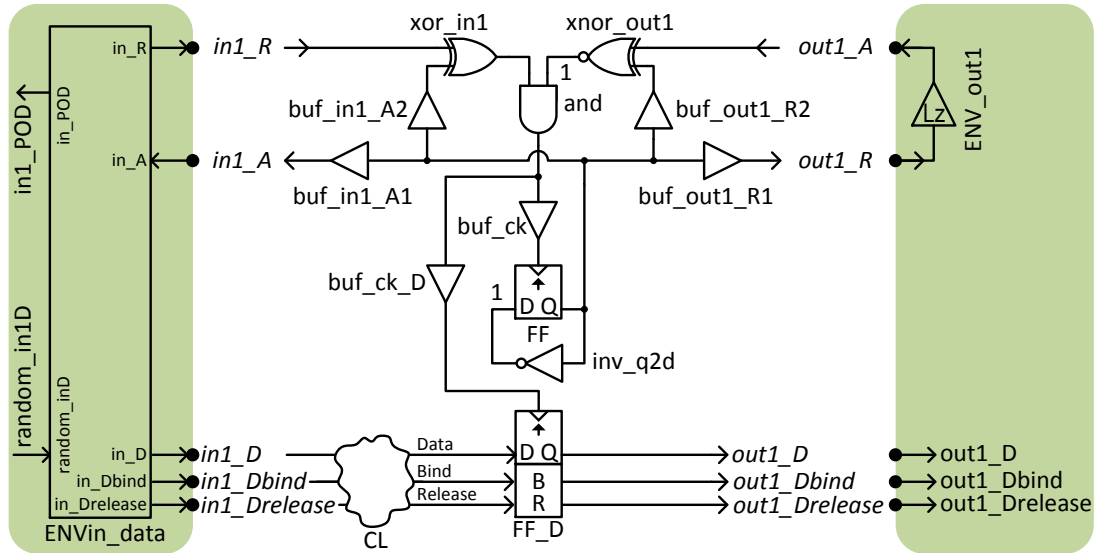 xor_in1
xnor_out1
in_R
in1_R
out1_A
1
and
buf_in1_A2
buf_out1_R2
Lz
ENV_out1
in1_POD
in_POD
in_A
in1_A
out1_R
buf_in1_A1
buf_out1_R1
buf_ck
buf_ck_D
1
D Q
FF
inv_q2d
random_in1D
random_inD
in_D
in1_D
Data
D Q
out1_D
out1_D
in_Dbind
in1_Dbind
Bind
B
out1_Dbind
out1_Dbind
in_Drelease
in1_Drelease
Release
R
out1_Drelease
out1_Drelease
ENVin_data
CL
FF_D